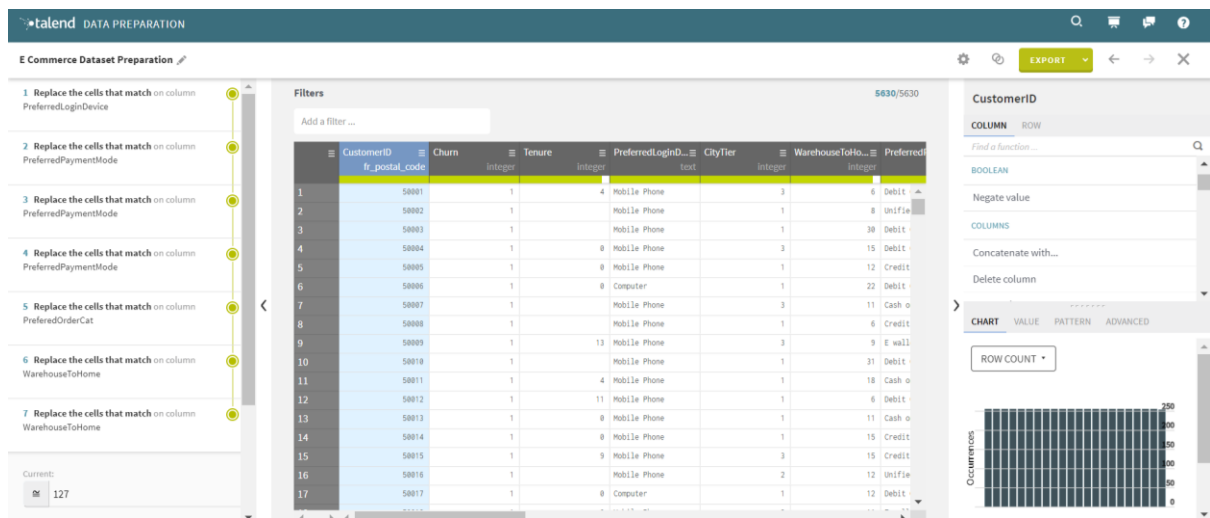 talend DATA PREPARATION
E Commerce Dataset Preparation
EXPORT
1 Replace the cells that match on column
PreferredLoginDevice
2 Replace the cells that match on column
PreferredPaymentMode
3 Replace the cells that match on column
PreferredPaymentMode
4 Replace the cells that match on column
PreferredPaymentMode
5 Replace the cells that match on column
PreferedOrderCat
6 Replace the cells that match on column
WarehouseToHome
7 Replace the cells that match on column
WarehouseToHome
Current:
127
Filters 5630/5630
Add a filter ...
CustomerID Churn Tenure PreferredLoginD... CityTier WarehouseToHo...
fr_postal_code integer integer text integer integer
1 50001 1 4 Mobile Phone 3 6 Debit
2 50002 1 Mobile Phone 1 8 Unifie
3 50003 1 Mobile Phone 1 30 Debit
4 50004 1 0 Mobile Phone 3 15 Debit
5 50005 1 0 Mobile Phone 1 12 Credit
6 50006 1 0 Computer 1 22 Debit
7 50007 1 Mobile Phone 3 11 Cash o
8 50008 1 Mobile Phone 1 6 Credit
9 50009 1 13 Mobile Phone 3 9 E wall
10 50010 1 Mobile Phone 1 31 Debit
11 50011 1 4 Mobile Phone 1 18 Cash o
12 50012 1 11 Mobile Phone 1 6 Debit
13 50013 1 0 Mobile Phone 1 11 Cash o
14 50014 1 0 Mobile Phone 1 15 Credit
15 50015 1 9 Mobile Phone 3 15 Credit
16 50016 1 Mobile Phone 2 12 Unifie
17 50017 1 0 Computer 1 12 Debit
CustomerID
COLUMN ROW
Find a function...
BOOLEAN
Negate value
COLUMNS
Concatenate with...
Delete column
CHART VALUE PATTERN ADVANCED
ROW COUNT
Occurrences
250
200
150
100
50
0